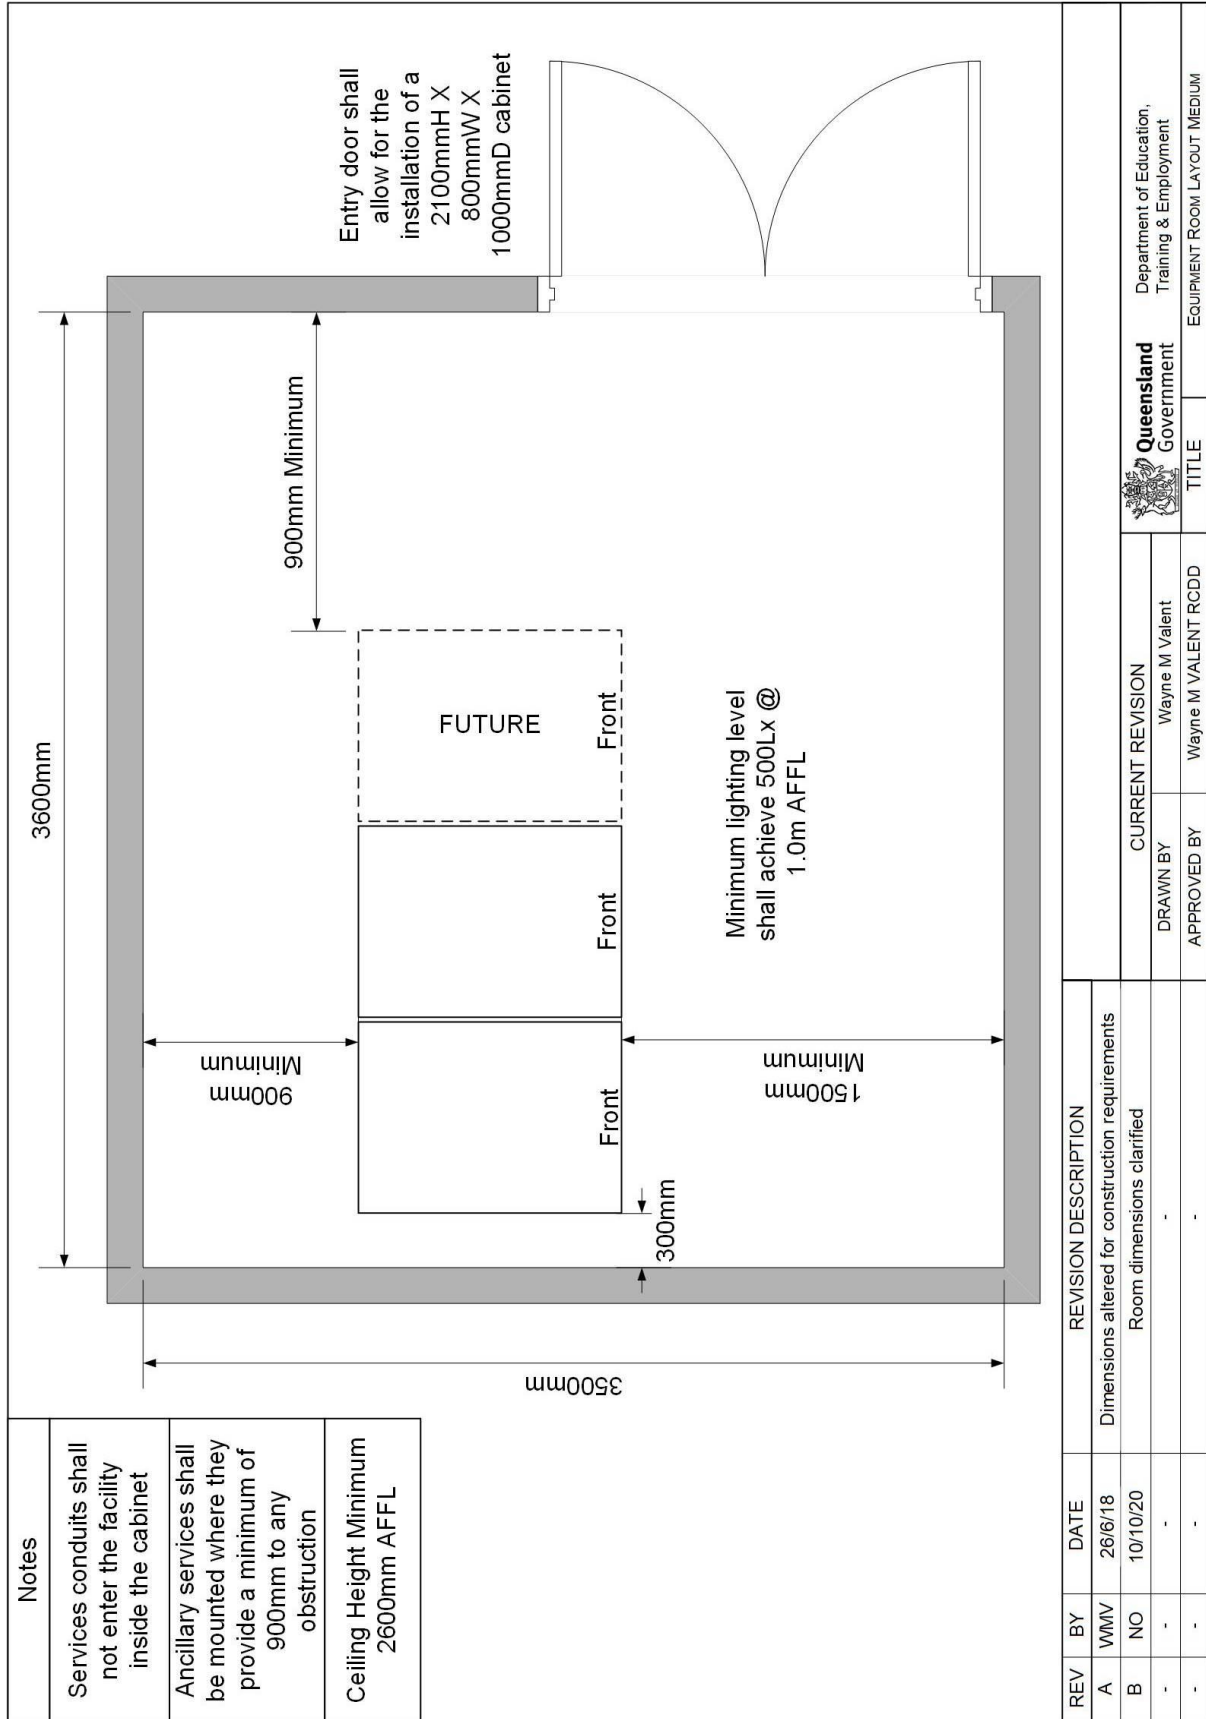 Notes
Services conduits shall
not enter the facility
inside the cabinet
Ancillary services shall
be mounted where they
provide a minimum of
900mm to any
obstruction
Ceiling Height Minimum
2600mm AFFL
3600mm
3500mm
900mm
Minimum
900mm Minimum
FUTURE
Front
Front
Front
300mm
1500mm
Minimum
Minimum lighting level
shall achieve 500Lx @
1.0m AFFL
Entry door shall
allow for the
installation of a
2100mmH X
800mmW X
1000mmD cabinet
REV BY DATE REVISION DESCRIPTION
A WMV 26/6/18 Dimensions altered for construction requirements
B NO 10/10/20 Room dimensions clarified
- - - -
- - - -
CURRENT REVISION
DRAWN BY Wayne M Valent
APPROVED BY Wayne M VALENT RCDD
Queensland
Government
Department of Education,
Training & Employment
TITLE EQUIPMENT ROOM LAYOUT MEDIUM